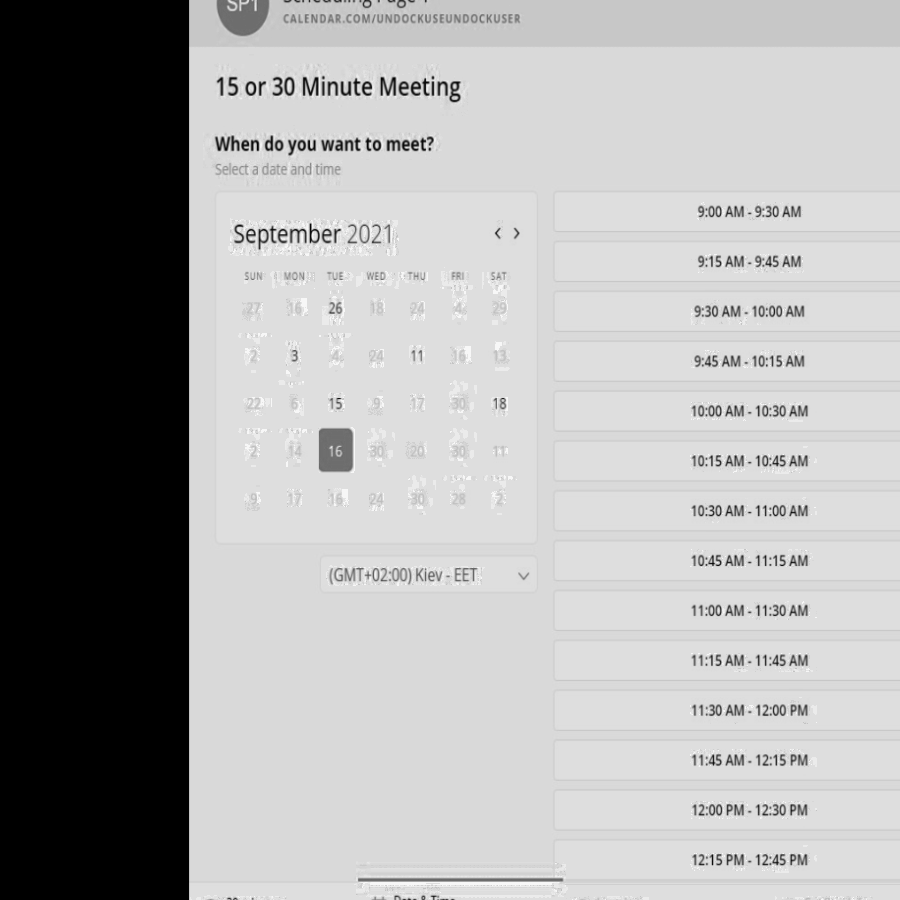 SP1
CALENDAR.COM/UNDOCKUSEUNDOCKUSER
15 or 30 Minute Meeting
When do you want to meet?
Select a date and time
September 2021
SUN MON TUE WED THU FRI SAT
27 16 26 18 24 4 29
2 3 4 24 11 16 13
22 6 15 9 17 30 18
2 14 16 30 20 30 11
9 17 16 24 30 28 2
(GMT+02:00) Kiev - EET
9:00 AM - 9:30 AM
9:15 AM - 9:45 AM
9:30 AM - 10:00 AM
9:45 AM - 10:15 AM
10:00 AM - 10:30 AM
10:15 AM - 10:45 AM
10:30 AM - 11:00 AM
10:45 AM - 11:15 AM
11:00 AM - 11:30 AM
11:15 AM - 11:45 AM
11:30 AM - 12:00 PM
11:45 AM - 12:15 PM
12:00 PM - 12:30 PM
12:15 PM - 12:45 PM
Date & Time